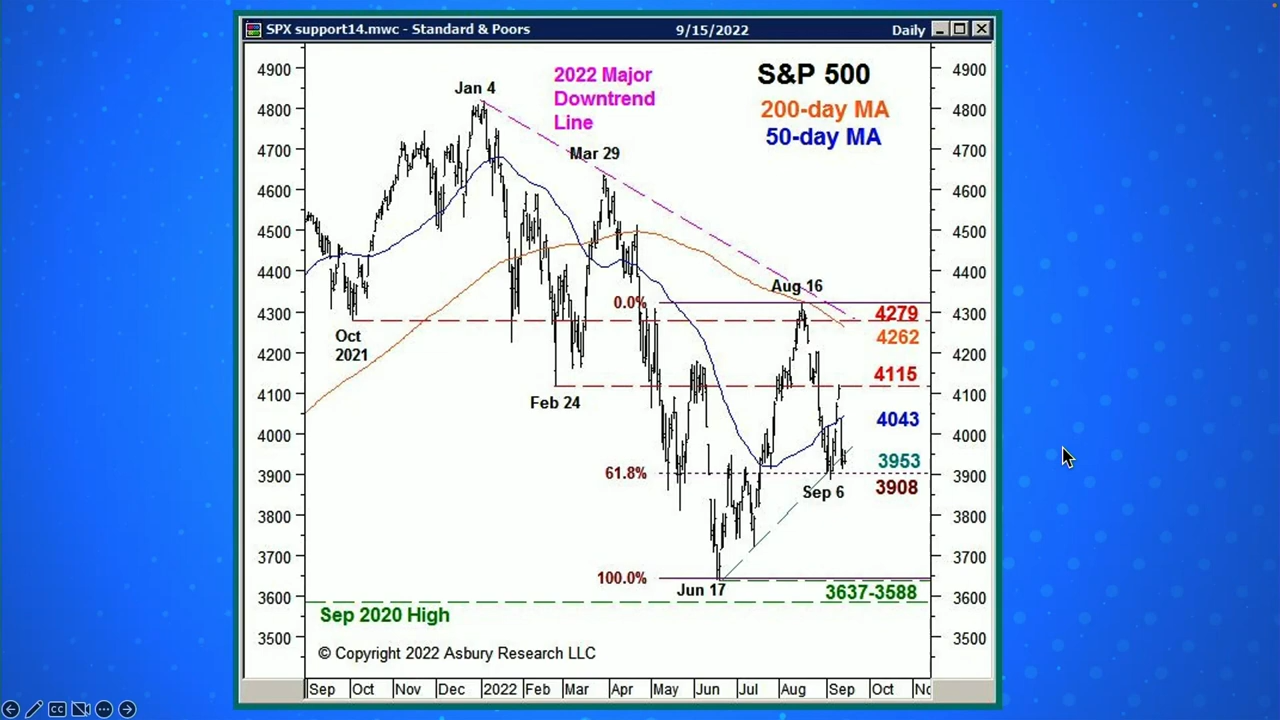 SPX support14.mwc - Standard & Poors 9/15/2022 Daily
S&P 500
200-day MA
50-day MA
2022 Major
Downtrend
Line
Jan 4
Mar 29
Aug 16
Oct
2021
Feb 24
Jun 17
Sep 6
0.0%
61.8%
100.0%
4279
4262
4115
4043
3953
3908
3637-3588
Sep 2020 High
© Copyright 2022 Asbury Research LLC
4900
4800
4700
4600
4500
4400
4300
4200
4100
4000
3900
3800
3700
3600
3500
4900
4800
4700
4600
4500
4400
4300
4200
4100
4000
3900
3800
3700
3600
3500
Sep Oct Nov Dec 2022 Feb Mar Apr May Jun Jul Aug Sep Oct
CC